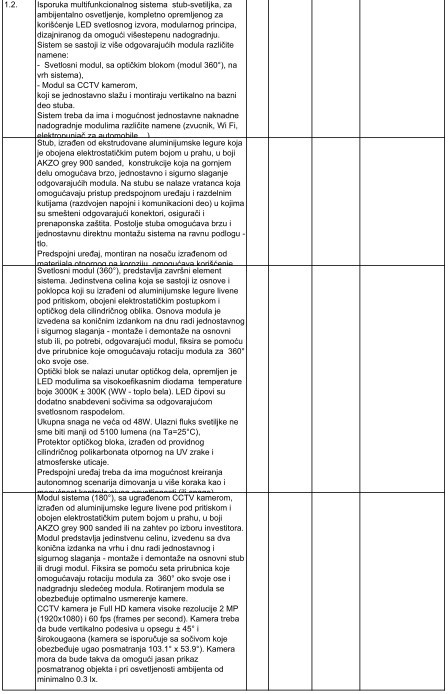 1.2.
Isporuka multifunkcionalnog sistema  stub-svetiljka, za
ambijentalno osvetljenje, kompletno opremljenog za
korišćenje LED svetlosnog izvora, modularnog principa,
dizajniranog da omogući višestepenu nadogradnju.
Sistem se sastoji iz više odgovarajućih modula različite
namene:
-  Svetlosni modul, sa optičkim blokom (modul 360°), na
vrh sistema),
- Modul sa CCTV kamerom,
koji se jednostavno slažu i montiraju vertikalno na bazni
deo stuba.
Sistem treba da ima i mogućnost jednostavne naknadne
nadogradnje modulima različite namene (zvucnik, Wi Fi,
elektropunjač za automobile....)
Stub, izrađen od ekstrudovane aluminijumske legure koja
je obojena elektrostatičkim putem bojom u prahu, u boji
AKZO grey 900 sanded,  konstrukcije koja na gornjem
delu omogućava brzo, jednostavno i sigurno slaganje
odgovarajućih modula. Na stubu se nalaze vratanca koja
omogućavaju pristup predspojnom uređaju i razdelnim
kutijama (razdvojen napojni i komunikacioni deo) u kojima
su smešteni odgovarajući konektori, osigurači i
prenaponska zaštita. Postolje stuba omogućava brzu i
jednostavnu direktnu montažu sistema na ravnu podlogu -
tlo.
Predspojni uređaj, montiran na nosaču izrađenom od
materijala otpornog na koroziju, omogućava korišćenje
Svetlosni modul (360°), predstavlja završni element
sistema. Jedinstvena celina koja se sastoji iz osnove i
poklopca koji su izrađeni od aluminijumske legure livene
pod pritiskom, obojeni elektrostatičkim postupkom i
optičkog dela cilindričnog oblika. Osnova modula je
izvedena sa koničnim izdankom na dnu radi jednostavnog
i sigurnog slaganja - montaže i demontaže na osnovni
stub ili, po potrebi, odgovarajući modul, fiksira se pomoću
dve prirubnice koje omogućavaju rotaciju modula za  360°
oko svoje ose.
Optički blok se nalazi unutar optičkog dela, opremljen je
LED modulima sa visokoefikasnim diodama  temperature
boje 3000K ± 300K (WW - toplo bela). LED čipovi su
dodatno snabdeveni sočivima sa odgovarajućom
svetlosnom raspodelom.
Ukupna snaga ne veća od 48W. Ulazni fluks svetiljke ne
sme biti manji od 5100 lumena (na Ta=25°C),
Protektor optičkog bloka, izrađen od providnog
cilindričnog polikarbonata otpornog na UV zrake i
atmosferske uticaje.
Predspojni uređaj treba da ima mogućnost kreiranja
autonomnog scenarija dimovanja u više koraka kao i
Modul sistema (180°), sa ugrađenom CCTV kamerom,
izrađen od aluminijumske legure livene pod pritiskom i
obojen elektrostatičkim putem bojom u prahu, u boji
AKZO grey 900 sanded ili na zahtev po izboru investitora.
Modul predstavlja jedinstvenu celinu, izvedenu sa dva
konična izdanka na vrhu i dnu radi jednostavnog i
sigurnog slaganja - montaže i demontaže na osnovni stub
ili drugi modul. Fiksira se pomoću seta prirubnica koje
omogućavaju rotaciju modula za  360° oko svoje ose i
nadgradnju sledećeg modula. Rotiranjem modula se
obezbeđuje optimalno usmerenje kamere.
CCTV kamera je Full HD kamera visoke rezolucije 2 MP
(1920x1080) i 60 fps (frames per second). Kamera treba
da bude vertikalno podesiva u opsegu ± 45° i
širokougaona (kamera se isporučuje sa sočivom koje
obezbeđuje ugao posmatranja 103.1° x 53.9°). Kamera
mora da bude takva da omogući jasan prikaz
posmatranog objekta i pri osvetljenosti ambijenta od
minimalno 0.3 lx.